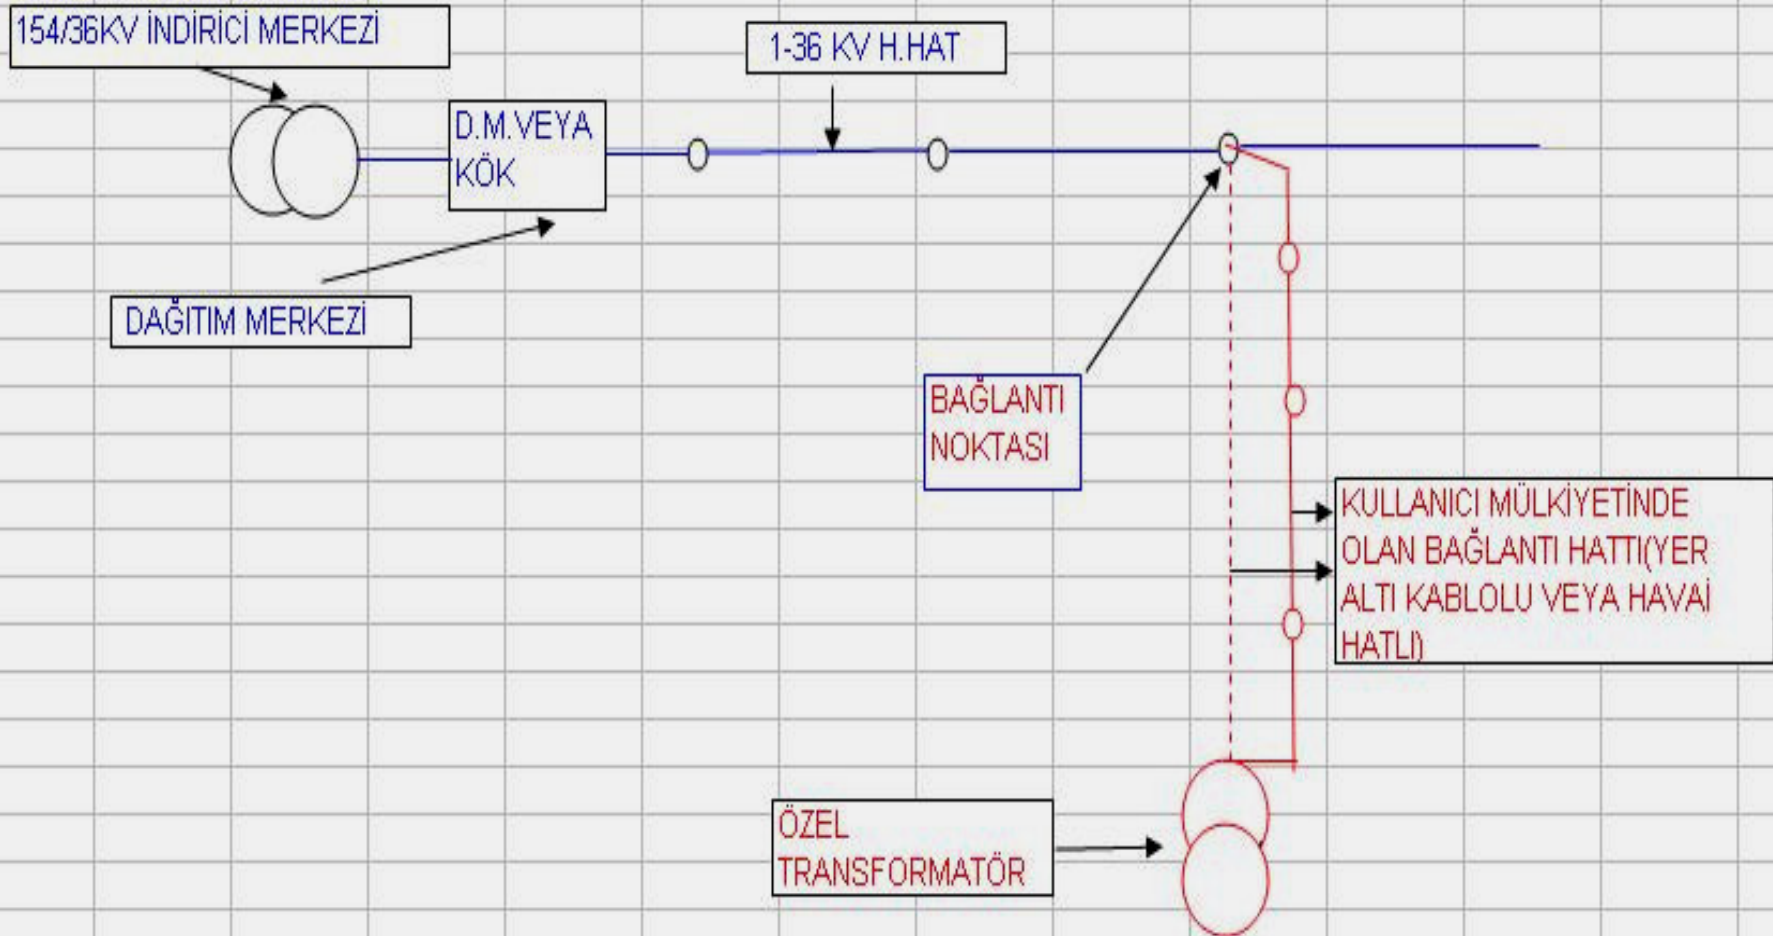 154/36KV İNDİRİCİ MERKEZİ
1-36 KV H.HAT
D.M.VEYA
KÖK
DAĞITIM MERKEZİ
BAĞLANTI
NOKTASI
KULLANICI MÜLKİYETİNDE
OLAN BAĞLANTI HATTI(YER
ALTI KABLOLU VEYA HAVAİ
HATLI)
ÖZEL
TRANSFORMATÖR